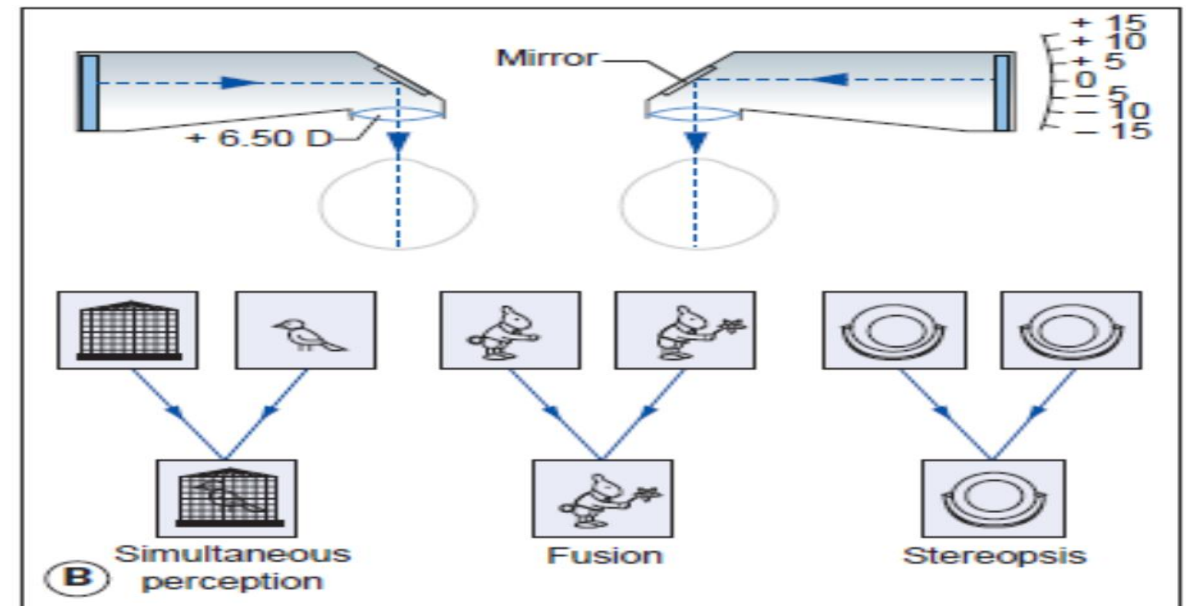 Mirror
+ 6.50 D
+ 15
+ 10
+ 5
0
– 5
– 10
– 15
Simultaneous
perception
Fusion
Stereopsis
B